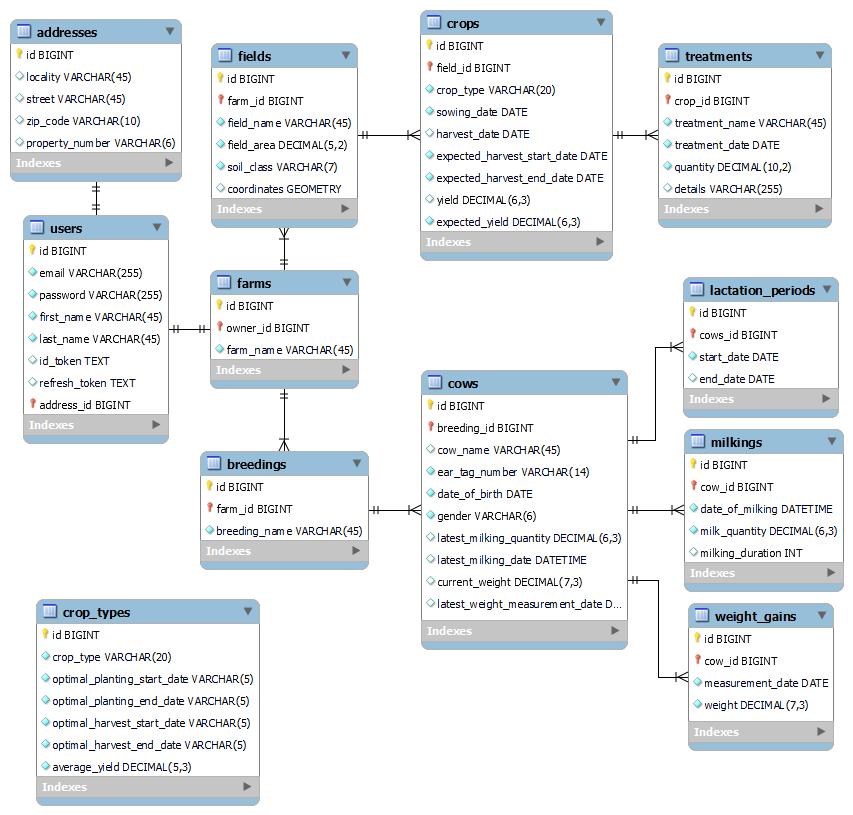 addresses
id BIGINT
locality VARCHAR(45)
street VARCHAR(45)
zip_code VARCHAR(10)
property_number VARCHAR(6)
Indexes
fields
id BIGINT
farm_id BIGINT
field_name VARCHAR(45)
field_area DECIMAL(5,2)
soil_class VARCHAR(7)
coordinates GEOMETRY
Indexes
crops
id BIGINT
field_id BIGINT
crop_type VARCHAR(20)
sowing_date DATE
harvest_date DATE
expected_harvest_start_date DATE
expected_harvest_end_date DATE
yield DECIMAL(6,3)
expected_yield DECIMAL(6,3)
Indexes
treatments
id BIGINT
crop_id BIGINT
treatment_name VARCHAR(45)
treatment_date DATE
quantity DECIMAL(10,2)
details VARCHAR(255)
Indexes
users
id BIGINT
email VARCHAR(255)
password VARCHAR(255)
first_name VARCHAR(45)
last_name VARCHAR(45)
id_token TEXT
refresh_token TEXT
address_id BIGINT
Indexes
farms
id BIGINT
owner_id BIGINT
farm_name VARCHAR(45)
Indexes
breedings
id BIGINT
farm_id BIGINT
breeding_name VARCHAR(45)
Indexes
cows
id BIGINT
breeding_id BIGINT
cow_name VARCHAR(45)
ear_tag_number VARCHAR(14)
date_of_birth DATE
gender VARCHAR(6)
latest_milking_quantity DECIMAL(6,3)
latest_milking_date DATETIME
current_weight DECIMAL(7,3)
latest_weight_measurement_date D...
Indexes
lactation_periods
id BIGINT
cows_id BIGINT
start_date DATE
end_date DATE
Indexes
milkings
id BIGINT
cow_id BIGINT
date_of_milking DATETIME
milk_quantity DECIMAL(6,3)
milking_duration INT
Indexes
weight_gains
id BIGINT
cow_id BIGINT
measurement_date DATE
weight DECIMAL(7,3)
Indexes
crop_types
id BIGINT
crop_type VARCHAR(20)
optimal_planting_start_date VARCHAR(5)
optimal_planting_end_date VARCHAR(5)
optimal_harvest_start_date VARCHAR(5)
optimal_harvest_end_date VARCHAR(5)
average_yield DECIMAL(5,3)
Indexes